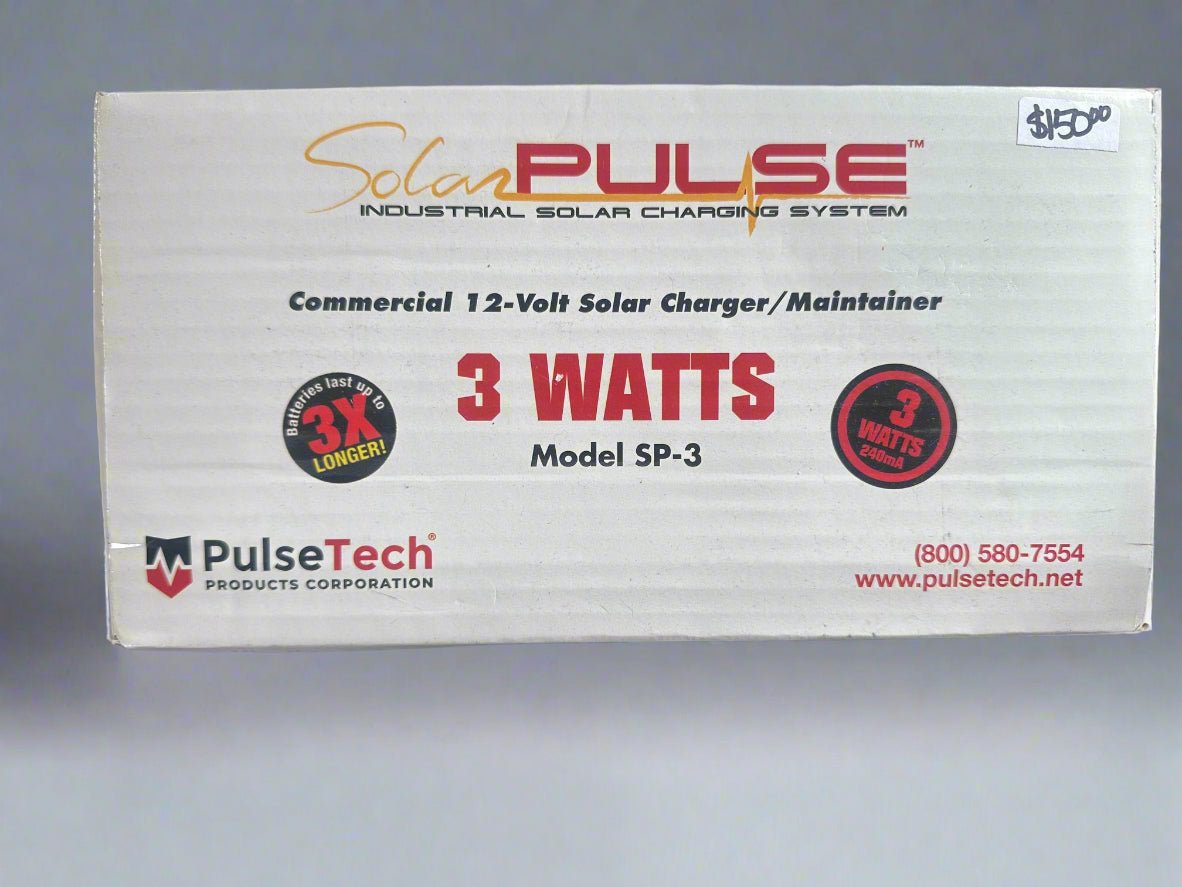 $150.00
SolarPULSE™
INDUSTRIAL SOLAR CHARGING SYSTEM
Commercial 12-Volt Solar Charger/Maintainer
3 WATTS
Model SP-3
Batteries last up to
3X
LONGER!
3
WATTS
240mA
PulseTech®
PRODUCTS CORPORATION
(800) 580-7554
www.pulsetech.net